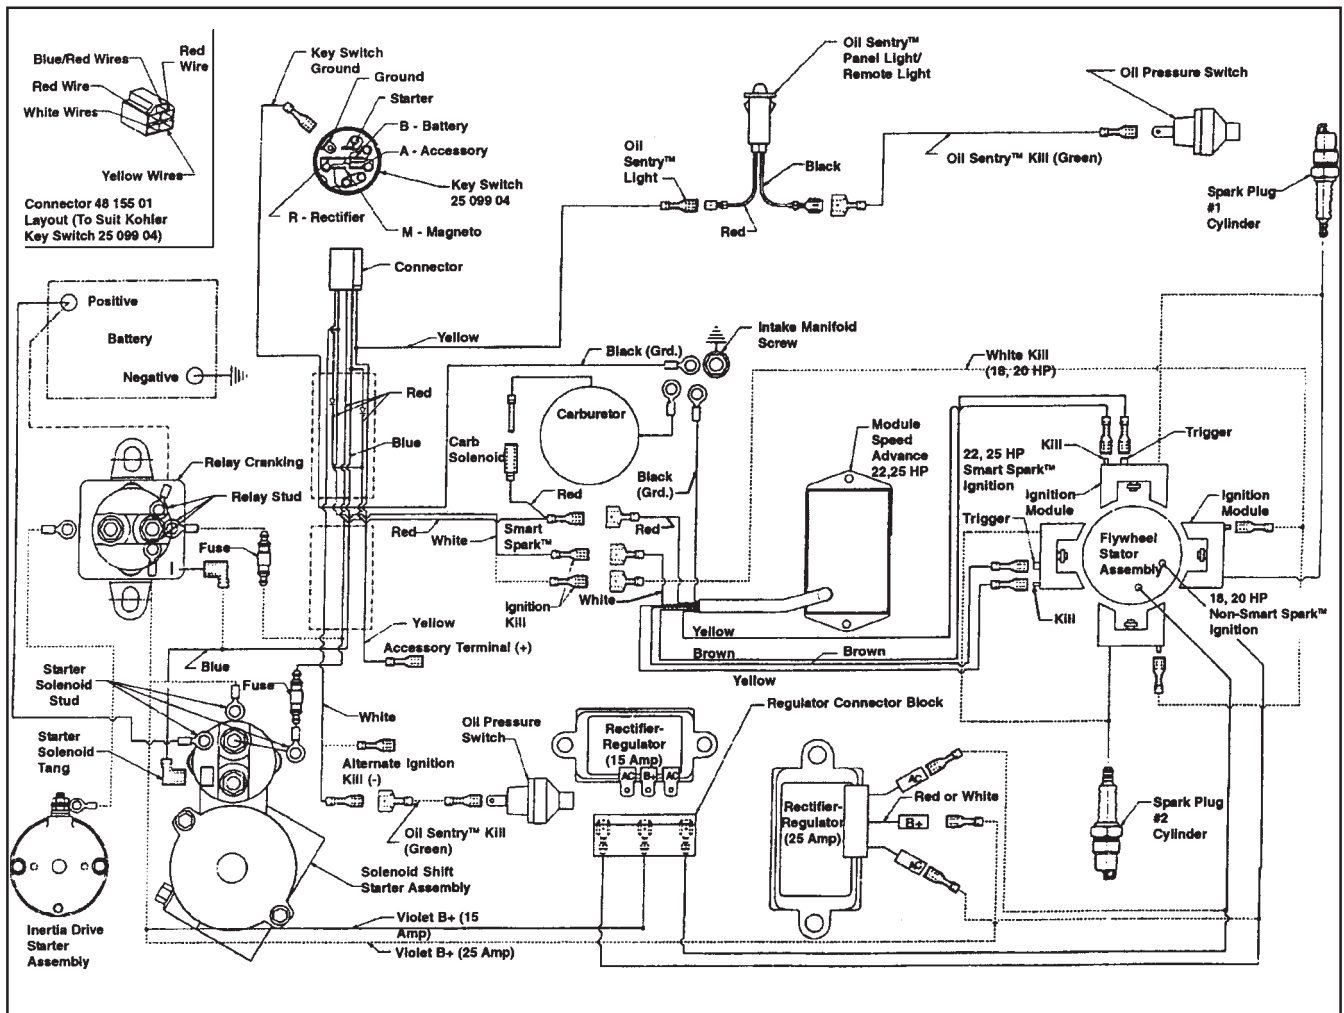 Blue/Red Wires
Red
Wire
Red Wire
White Wires
Yellow Wires
Connector 48 155 01
Layout (To Suit Kohler
Key Switch 25 099 04)
Key Switch
Ground
Ground
Starter
B - Battery
A - Accessory
Key Switch
25 099 04
R - Rectifier
M - Magneto
Connector
Oil Sentry™
Panel Light/
Remote Light
Oil
Sentry™
Light
Black
Red
Oil Pressure Switch
Oil Sentry™ Kill (Green)
Spark Plug
#1
Cylinder
Positive
Battery
Negative
Yellow
Black (Grd.)
Intake Manifold
Screw
White Kill
(18, 20 HP)
Red
Blue
Carb
Solenoid
Carburetor
Black
(Grd.)
Module
Speed
Advance
22,25 HP
Kill
Trigger
22, 25 HP
Smart Spark™
Ignition
Ignition
Module
Ignition
Module
Trigger
Flywheel
Stator
Assembly
Kill
18, 20 HP
Non-Smart Spark™
Ignition
Relay Cranking
Relay Stud
Fuse
I
Red
White
Red
Smart
Spark™
Red
Ignition
Kill
White
Yellow
Accessory Terminal (+)
Yellow
Brown
Brown
Yellow
Blue
Starter
Solenoid
Stud
Fuse
White
Starter
Solenoid
Tang
Alternate Ignition
Kill (-)
Oil Pressure
Switch
Oil Sentry™ Kill
(Green)
Rectifier-
Regulator
(15 Amp)
AC
B+
AC
Regulator Connector Block
Rectifier-
Regulator
(25 Amp)
AC
Red or White
B+
AC
Spark Plug
#2
Cylinder
Solenoid Shift
Starter Assembly
Inertia Drive
Starter
Assembly
Violet B+ (15
Amp)
Violet B+ (25 Amp)